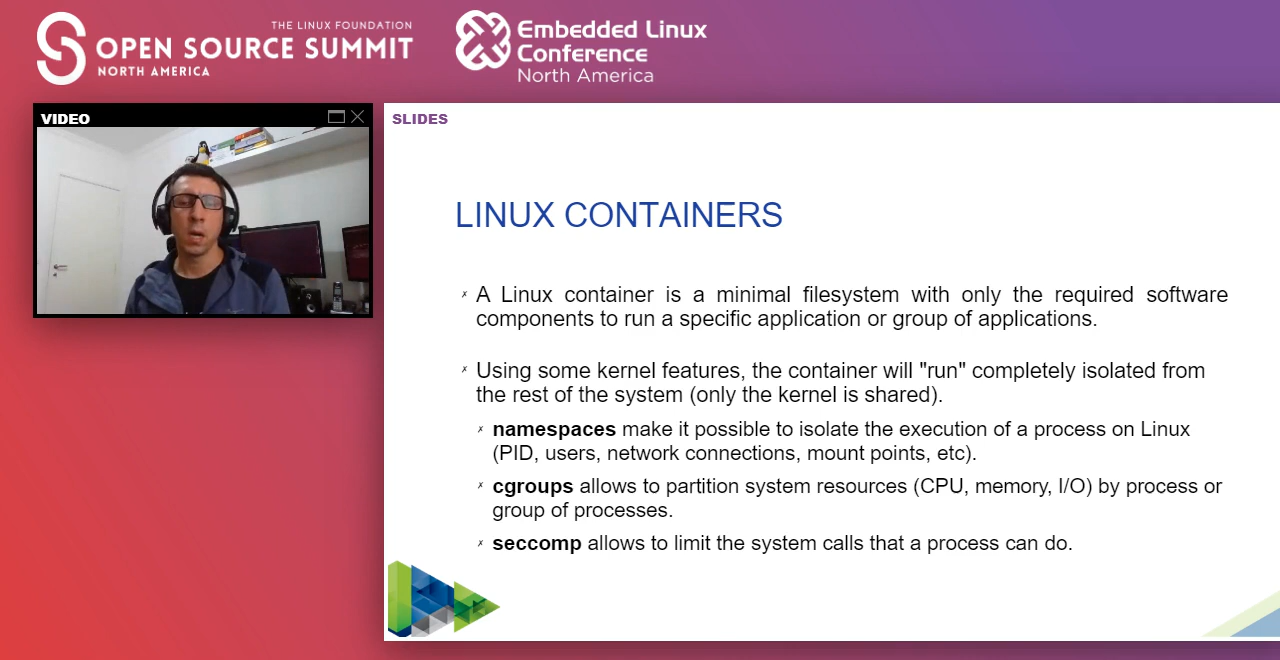 THE LINUX FOUNDATION
OPEN SOURCE SUMMIT
NORTH AMERICA
Embedded Linux
Conference
North America
VIDEO
SLIDES
LINUX CONTAINERS
✗ A Linux container is a minimal filesystem with only the required software
components to run a specific application or group of applications.
✗ Using some kernel features, the container will "run" completely isolated from
the rest of the system (only the kernel is shared).
✗ namespaces make it possible to isolate the execution of a process on Linux
(PID, users, network connections, mount points, etc).
✗ cgroups allows to partition system resources (CPU, memory, I/O) by process or
group of processes.
✗ seccomp allows to limit the system calls that a process can do.